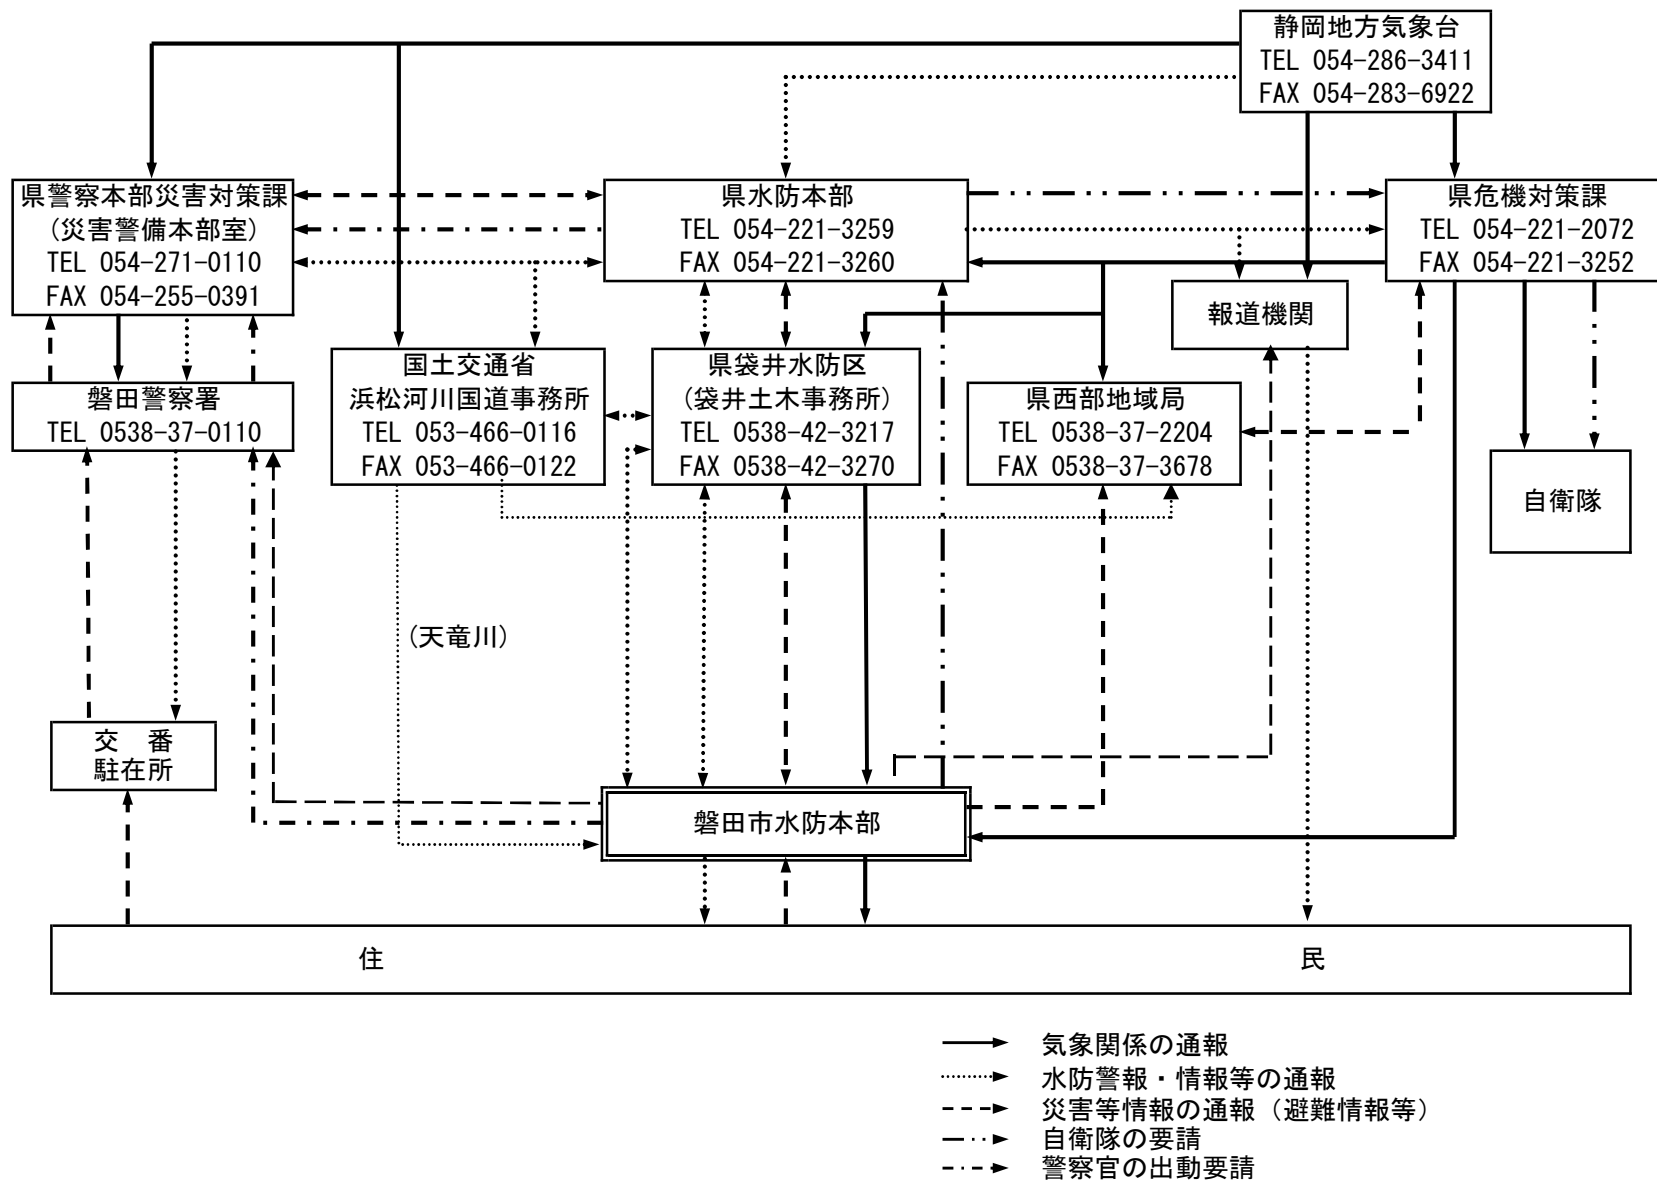 静岡地方気象台
TEL 054-286-3411
FAX 054-283-6922
県警察本部災害対策課
(災害警備本部室)
TEL 054-271-0110
FAX 054-255-0391
県水防本部
TEL 054-221-3259
FAX 054-221-3260
県危機対策課
TEL 054-221-2072
FAX 054-221-3252
報道機関
磐田警察署
TEL 0538-37-0110
国土交通省
浜松河川国道事務所
TEL 053-466-0116
FAX 053-466-0122
県袋井水防区
(袋井土木事務所)
TEL 0538-42-3217
FAX 0538-42-3270
県西部地域局
TEL 0538-37-2204
FAX 0538-37-3678
自衛隊
(天竜川)
交　番
駐在所
磐田市水防本部
住　民
気象関係の通報
水防警報・情報等の通報
災害等情報の通報（避難情報等）
自衛隊の要請
警察官の出動要請